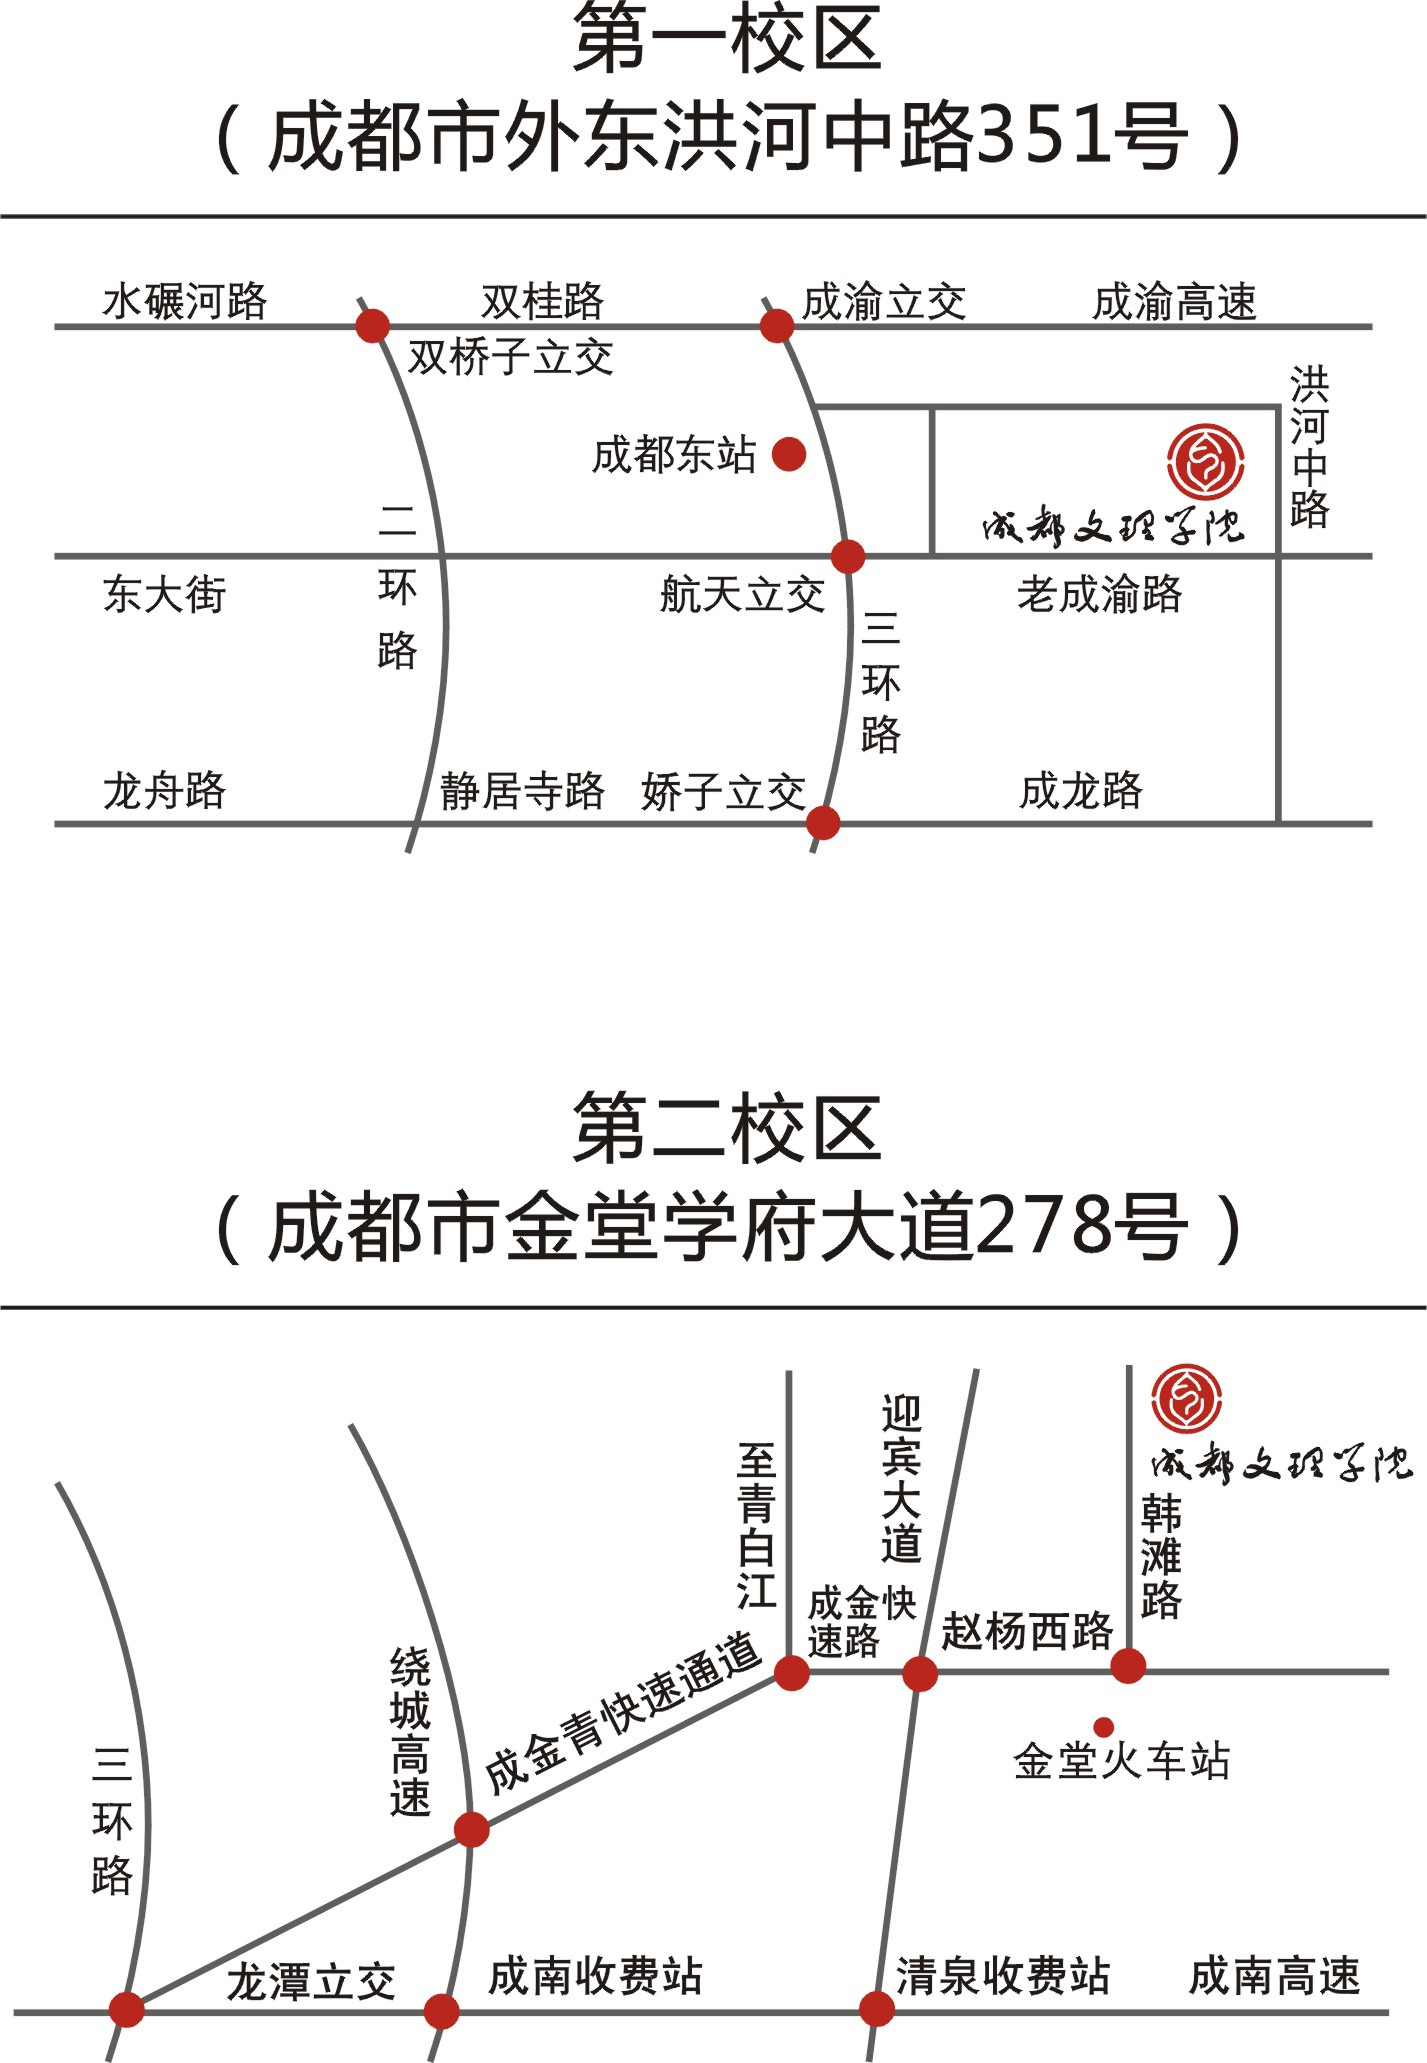 第一校区
（成都市外东洪河中路351号）
水碾河路
双桂路
成渝立交
成渝高速
双桥子立交
洪河中路
成都东站
成都文理学院
二环路
东大街
航天立交
老成渝路
三环路
龙舟路
静居寺路
娇子立交
成龙路
第二校区
（成都市金堂学府大道278号）
至青白江
迎宾大道
成都文理学院
韩滩路
成金快
速路
赵杨西路
绕城高速
成金青快速通道
金堂火车站
三环路
龙潭立交
成南收费站
清泉收费站
成南高速